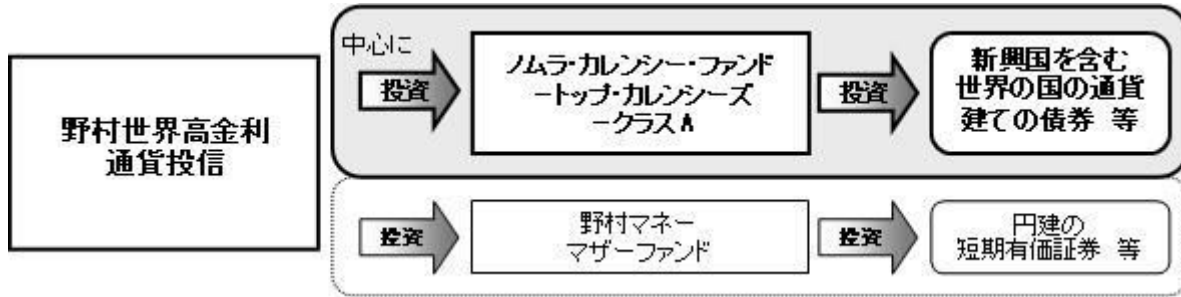 野村世界高金利
通貨投信
中心に
投資
ノムラ・カレンシー・ファンド
－トップ・カレンシーズ
－クラスA
投資
新興国を含む
世界の国の通貨
建ての債券 等
投資
野村マネー
マザーファンド
投資
円建の
短期有価証券 等